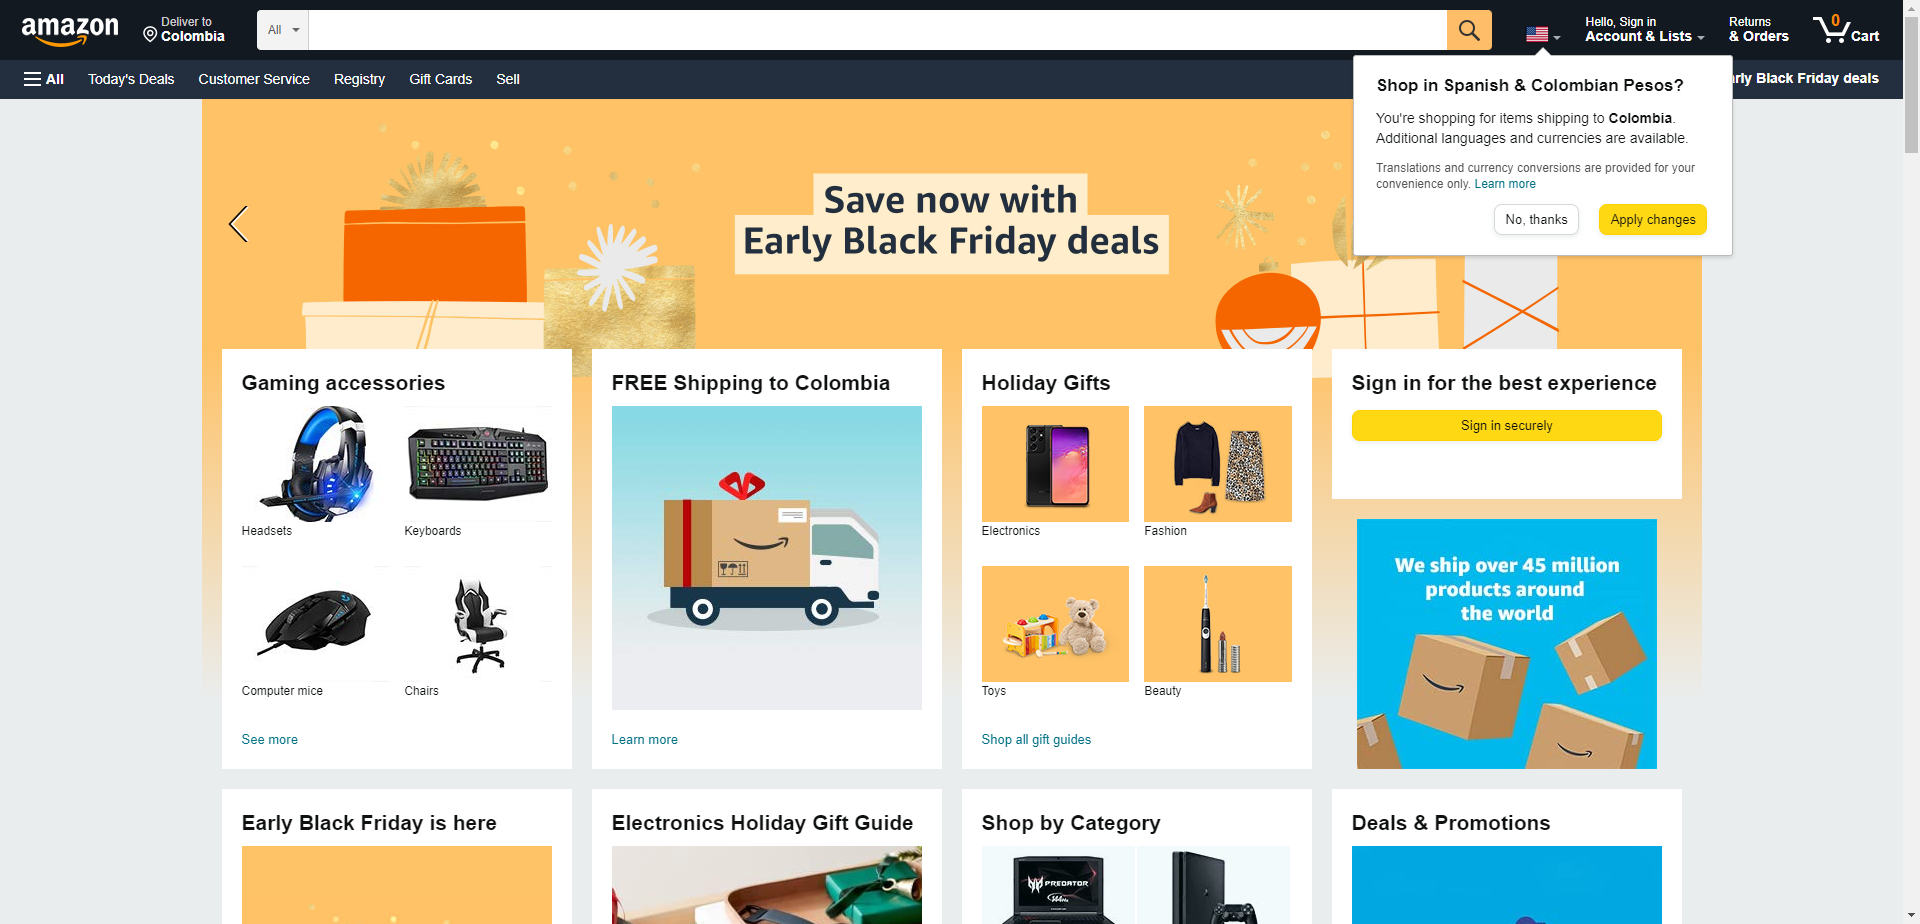 amazon
Deliver to
Colombia
All
Hello, Sign in
Account & Lists
Returns
& Orders
0
Cart
All
Today's Deals
Customer Service
Registry
Gift Cards
Sell
Black Friday deals
Shop in Spanish & Colombian Pesos?
You're shopping for items shipping to Colombia.
Additional languages and currencies are available.
Translations and currency conversions are provided for your
convenience only. Learn more
No, thanks
Apply changes
Save now with
Early Black Friday deals
Gaming accessories
Headsets
Keyboards
Computer mice
Chairs
See more
FREE Shipping to Colombia
Learn more
Holiday Gifts
Electronics
Fashion
Toys
Beauty
Shop all gift guides
Sign in for the best experience
Sign in securely
We ship over 45 million
products around
the world
Early Black Friday is here
Electronics Holiday Gift Guide
Shop by Category
PREDATOR
Deals & Promotions